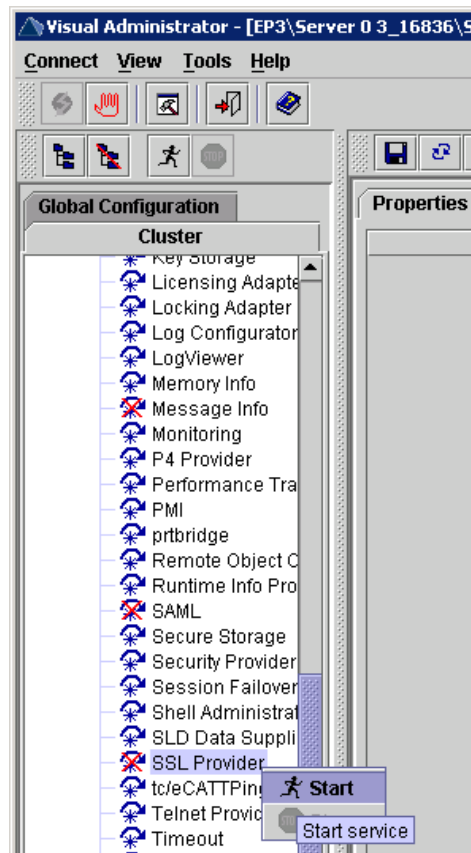 Visual Administrator - [EP3\Server 0 3_16836\S
Connect View Tools Help
STOP
Global Configuration
Cluster
Properties
Key Storage
Licensing Adapte
Locking Adapter
Log Configurator
LogViewer
Memory Info
Message Info
Monitoring
P4 Provider
Performance Tra
PMI
prtbridge
Remote Object C
Runtime Info Pro
SAML
Secure Storage
Security Provider
Session Failover
Shell Administrat
SLD Data Suppli
SSL Provider
Start
tc/eCATTPing
Telnet Provid
Start service
Timeout